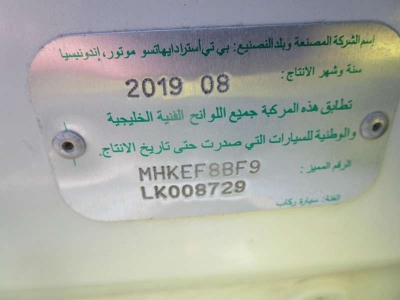 إسم الشركة المصنعة وبلد التصنيع: بي تي أسترا دايهاتسو موتور، إندونيسيا
سنة وشهر الانتاج:
2019 08
تطابق هذه المركبة جميع اللوائح الفنية الخليجية
والوطنية للسيارات التي صدرت حتى تاريخ الانتاج.
الرقم المميز:
MHKEF8BF9
LK008729
الفئة: سيارة ركاب